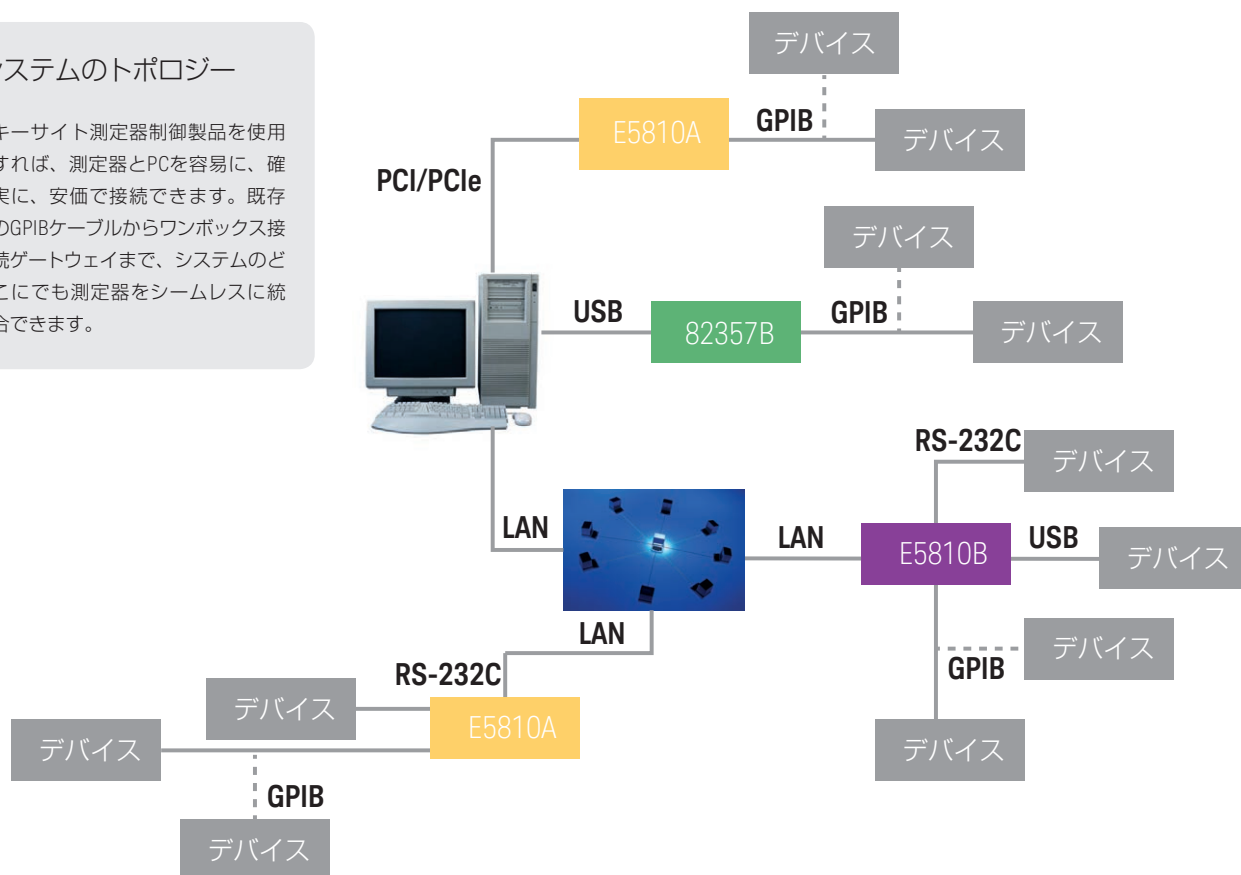 ステムのトポロジー
キーサイト測定器制御製品を使用
すれば、測定器とPCを容易に、確
実に、安価で接続できます。既存
のGPIBケーブルからワンボックス接
続ゲートウェイまで、システムのど
こにでも測定器をシームレスに統
合できます。
デバイス
E5810A
GPIB
デバイス
PCI/PCIe
デバイス
USB
82357B
GPIB
デバイス
RS-232C
デバイス
LAN
LAN
E5810B
USB
デバイス
LAN
デバイス
GPIB
RS-232C
デバイス
E5810A
デバイス
デバイス
GPIB
デバイス